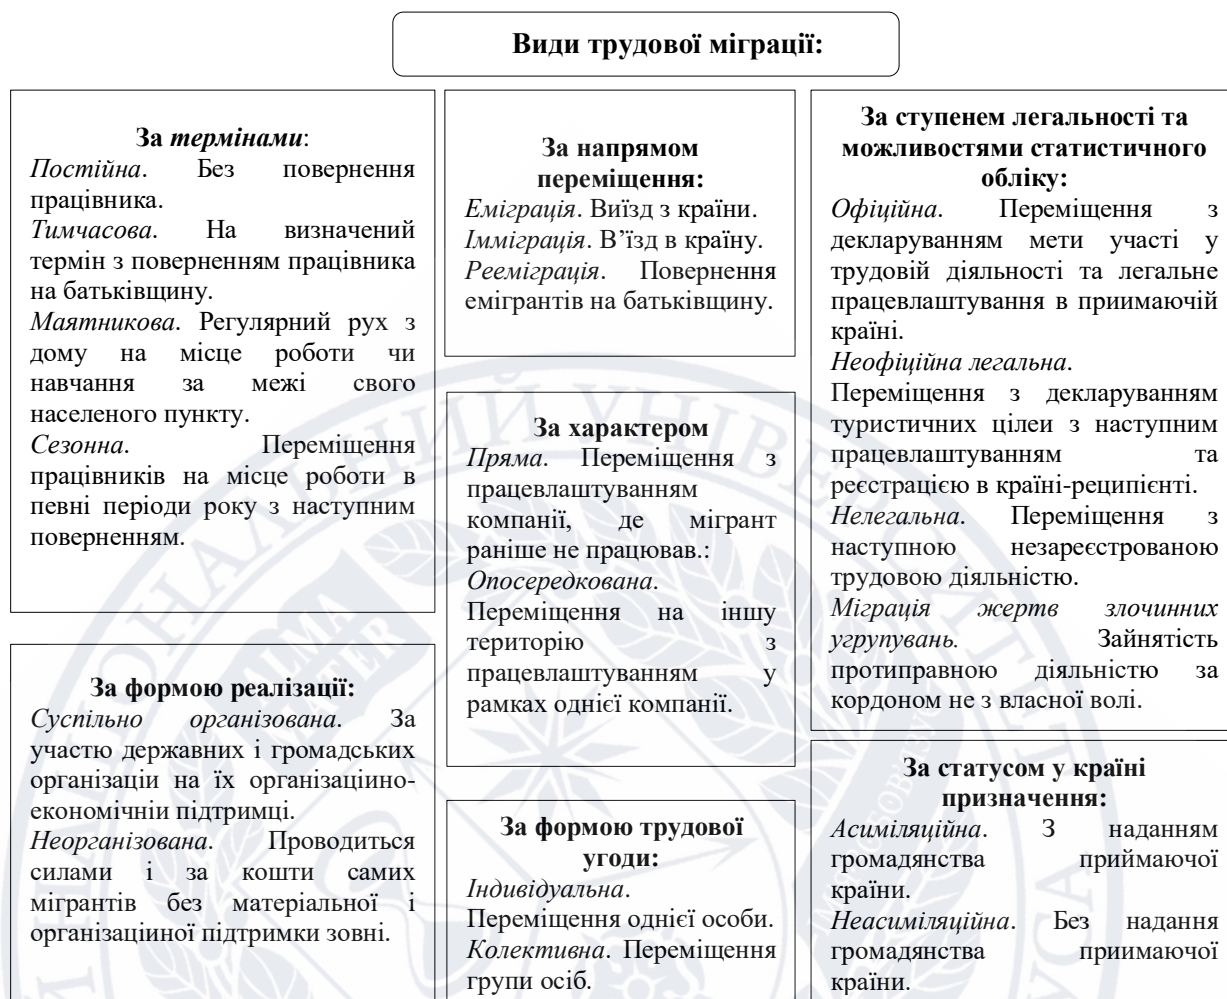 Види трудової міграції:
За термінами:
Постійна. Без повернення
працівника.
Тимчасова. На визначений
термін з поверненням працівника
на батьківщину.
Маятникова. Регулярний рух з
дому на місце роботи чи
навчання за межі свого
населеного пункту.
Сезонна. Переміщення
працівників на місце роботи в
певні періоди року з наступним
поверненням.
За формою реалізації:
Суспільно організована. За
участю державних і громадських
організаціи на їх організаціино-
економічніи підтримці.
Неорганізована. Проводиться
силами і за кошти самих
мігрантів без матеріальної і
організаціиної підтримки зовні.
За напрямом
переміщення:
Еміграція. Виїзд з країни.
Імміграція. В’їзд в країну.
Рееміграція. Повернення
емігрантів на батьківщину.
За характером
Пряма. Переміщення з
працевлаштуванням
компанії, де мігрант
раніше не працював.:
Опосередкована.
Переміщення на іншу
територію з
працевлаштуванням у
рамках однієї компанії.
За формою трудової
угоди:
Індивідуальна.
Переміщення однієї особи.
Колективна. Переміщення
групи осіб.
За ступенем легальності та
можливостями статистичного
обліку:
Офіційна. Переміщення з
декларуванням мети участі у
трудовій діяльності та легальне
працевлаштування в приимаючій
країні.
Неофіційна легальна.
Переміщення з декларуванням
туристичних цілеи з наступним
працевлаштуванням та
реєстрацією в країні-реципієнті.
Нелегальна. Переміщення з
наступною незареєстрованою
трудовою діяльністю.
Міграція жертв злочинних
угрупувань. Зайнятість
протиправною діяльністю за
кордоном не з власної волі.
За статусом у країні
призначення:
Асиміляційна. З наданням
громадянства приймаючої
країни.
Неасиміляційна. Без надання
громадянства приимаючої
країни.
ALMA
MATER